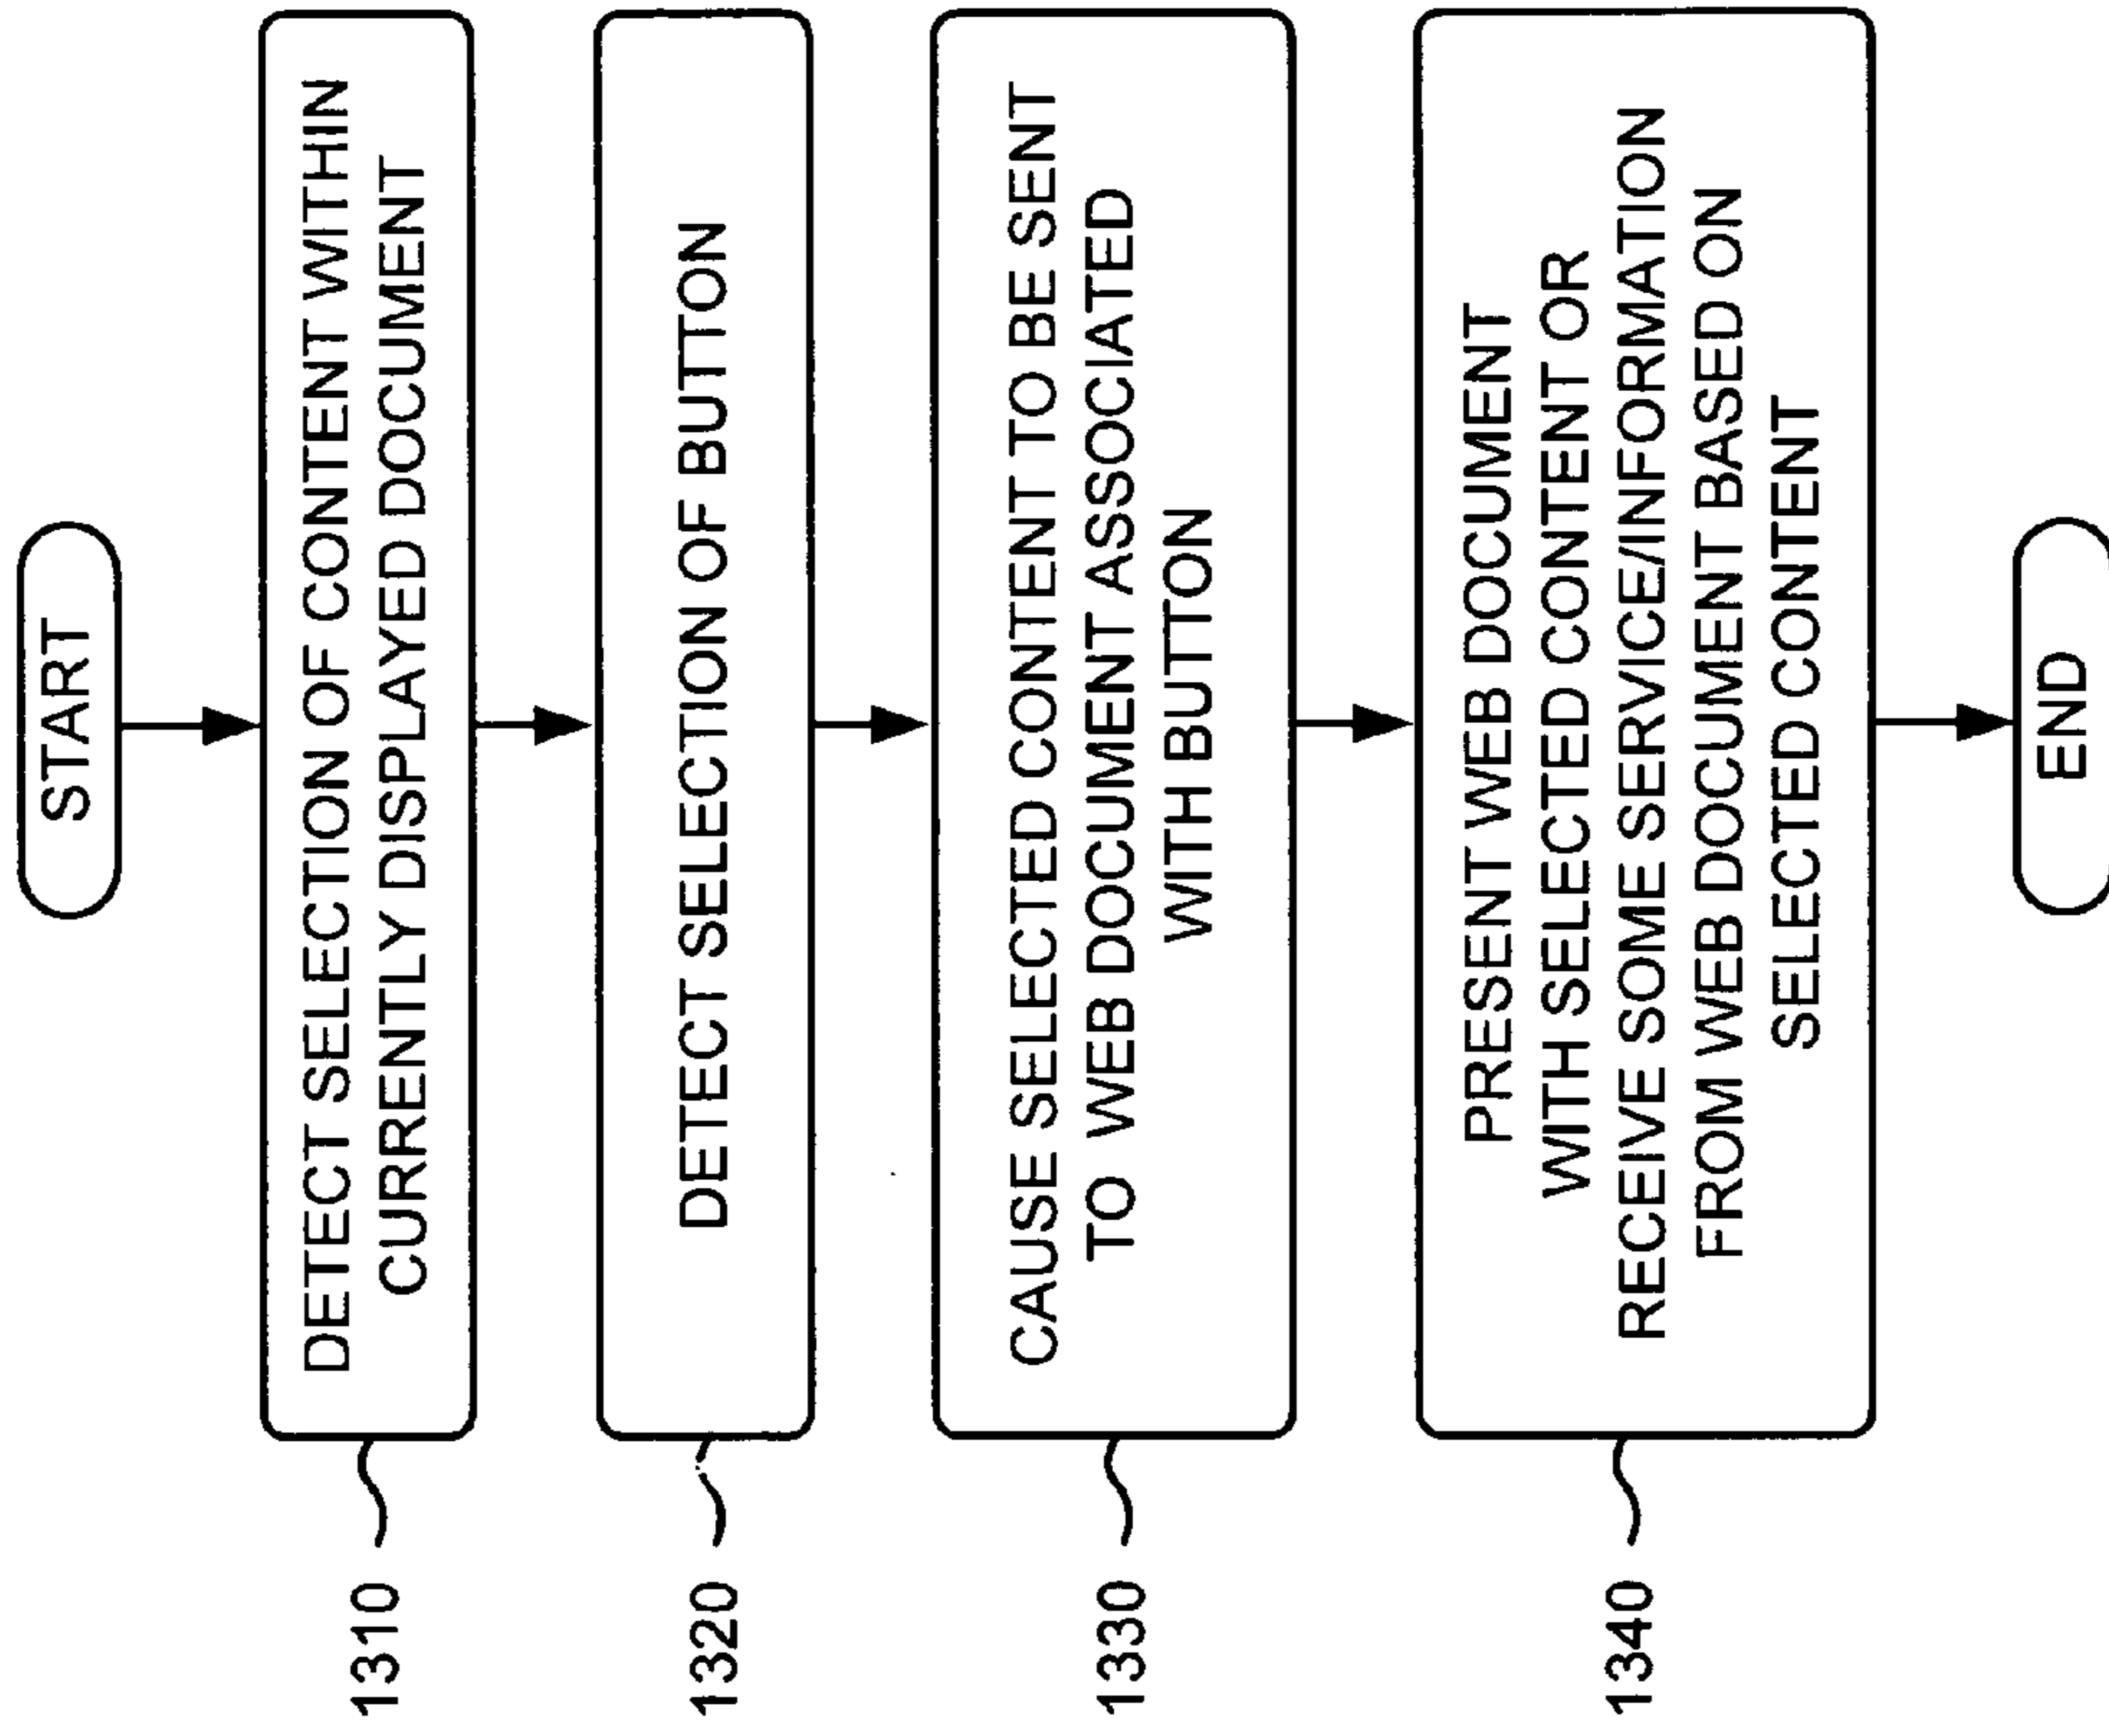 START
1310
DETECT SELECTION OF CONTENT WITHIN
CURRENTLY DISPLAYED DOCUMENT
1320
DETECT SELECTION OF BUTTON
1330
CAUSE SELECTED CONTENT TO BE SENT
TO WEB DOCUMENT ASSOCIATED
WITH BUTTON
1340
PRESENT WEB DOCUMENT
WITH SELECTED CONTENT OR
RECEIVE SOME SERVICE/INFORMATION
FROM WEB DOCUMENT BASED ON
SELECTED CONTENT
END